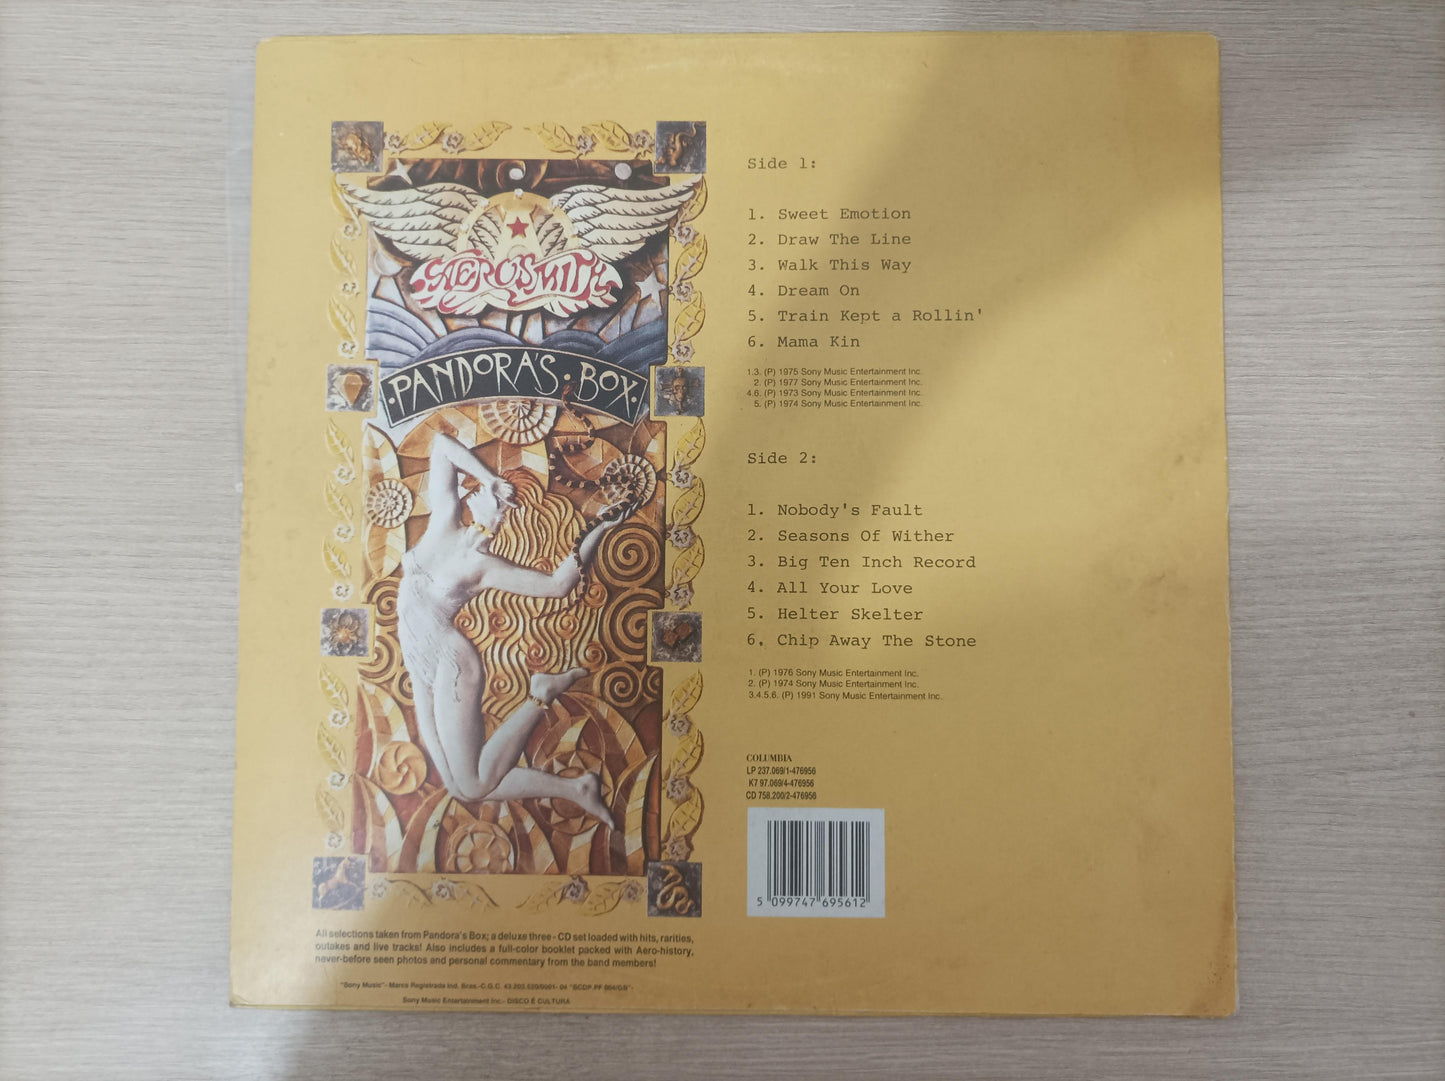 AEROSMITH
·PANDORA'S·BOX·
Side 1:
1. Sweet Emotion
2. Draw The Line
3. Walk This Way
4. Dream On
5. Train Kept a Rollin'
6. Mama Kin
1.3. (P) 1975 Sony Music Entertainment Inc.
2. (P) 1977 Sony Music Entertainment Inc.
4.6. (P) 1973 Sony Music Entertainment Inc.
5. (P) 1974 Sony Music Entertainment Inc.
Side 2:
1. Nobody's Fault
2. Seasons Of Wither
3. Big Ten Inch Record
4. All Your Love
5. Helter Skelter
6. Chip Away The Stone
1. (P) 1976 Sony Music Entertainment Inc.
2. (P) 1974 Sony Music Entertainment Inc.
3.4.5.6. (P) 1991 Sony Music Entertainment Inc.
COLUMBIA
LP 237.069/1-476956
K7 97.069/4-476956
CD 758.200/2-476956
5 099747 695612
All selections taken from Pandora's Box; a deluxe three - CD set loaded with hits, rarities,
outakes and live tracks! Also includes a full-color booklet packed with Aero-history,
never-before seen photos and personal commentary from the band members!
"Sony Music"- Marca Registrada Ind. Bras.-C.G.C.
Sony Music Entertainment Inc.- DISCO É CULTURA